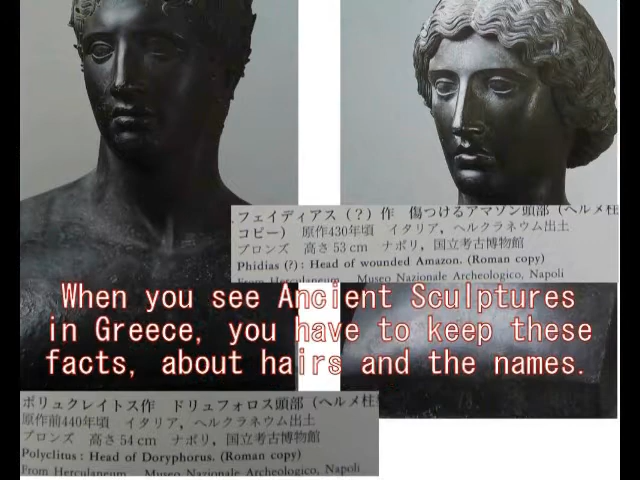 フェイディアス（？）作　傷つけるアマゾン頭部（ヘルメ柱
コピー）　原作430年頃　イタリア，ヘルクラネウム出土
ブロンズ　高さ53cm　ナポリ，国立考古博物館
Phidias (?) : Head of wounded Amazon. (Roman copy)
From Herculaneum. Museo Nazionale Archeologico, Napoli
When you see Ancient Sculptures
in Greece, you have to keep these
facts, about hairs and the names.
ポリュクレイトス作　ドリュフォロス頭部（ヘルメ柱
原作前440年頃　イタリア，ヘルクラネウム出土
ブロンズ　高さ54cm　ナポリ，国立考古博物館
Polyclitus : Head of Doryphorus. (Roman copy)
From Herculaneum. Museo Nazionale Archeologico, Napoli